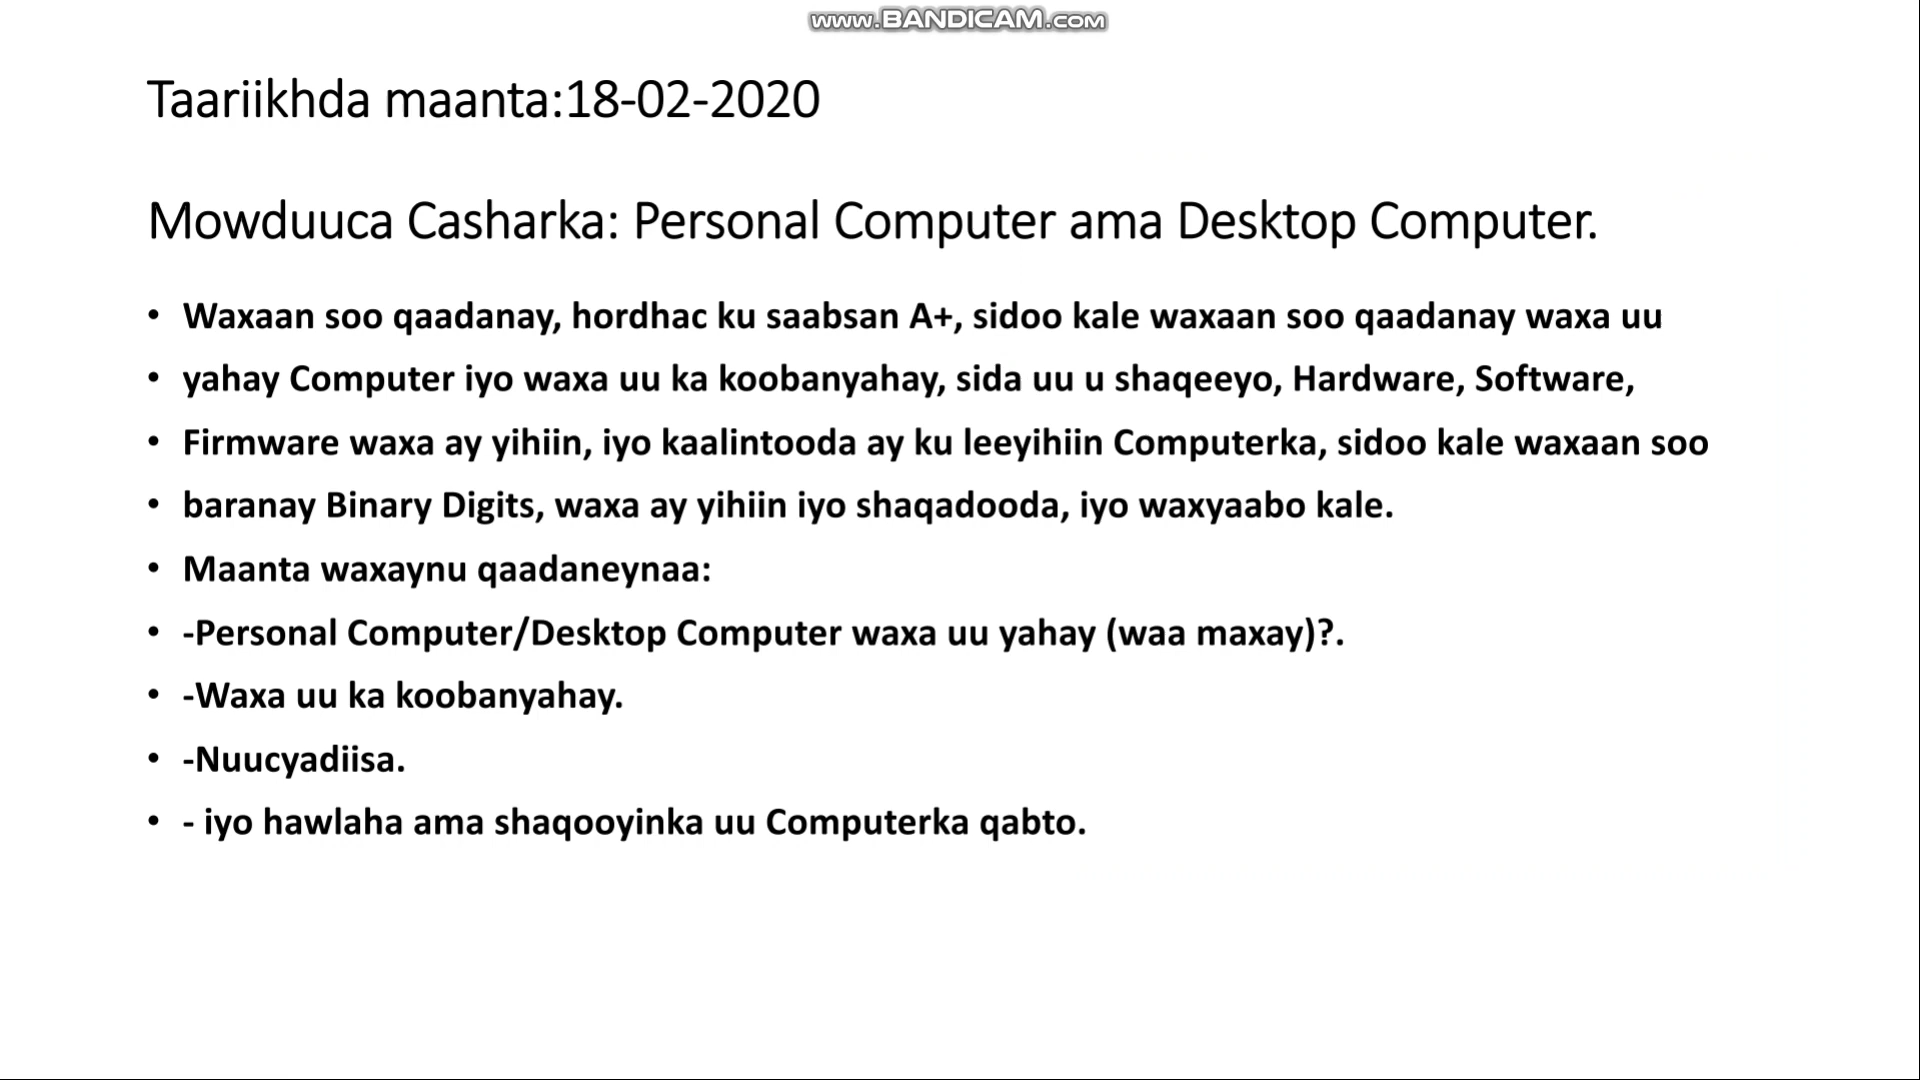 www.BANDICAM.com
Taariikhda maanta:18-02-2020
Mowduuca Casharka: Personal Computer ama Desktop Computer.
• Waxaan soo qaadanay, hordhac ku saabsan A+, sidoo kale waxaan soo qaadanay waxa uu
• yahay Computer iyo waxa uu ka koobanyahay, sida uu u shaqeeyo, Hardware, Software,
• Firmware waxa ay yihiin, iyo kaalintooda ay ku leeyihiin Computerka, sidoo kale waxaan soo
• baranay Binary Digits, waxa ay yihiin iyo shaqadooda, iyo waxyaabo kale.
• Maanta waxaynu qaadaneynaa:
• -Personal Computer/Desktop Computer waxa uu yahay (waa maxay)?.
• -Waxa uu ka koobanyahay.
• -Nuucyadiisa.
• - iyo hawlaha ama shaqooyinka uu Computerka qabto.